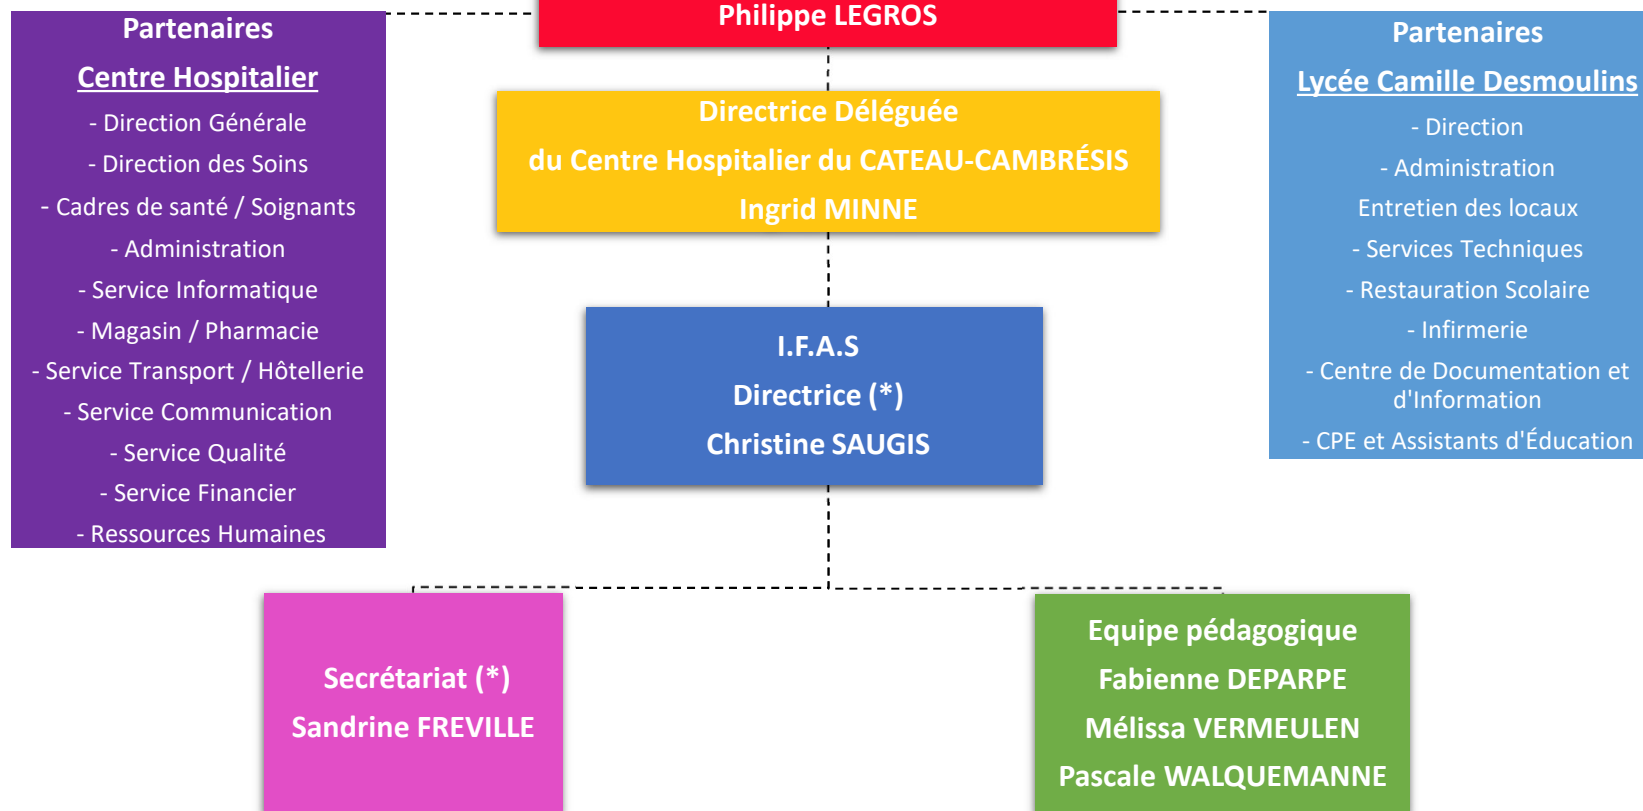 Philippe LEGROS
Partenaires
Centre Hospitalier
- Direction Générale
- Direction des Soins
- Cadres de santé / Soignants
- Administration
- Service Informatique
- Magasin / Pharmacie
- Service Transport / Hôtellerie
- Service Communication
- Service Qualité
- Service Financier
- Ressources Humaines
Directrice Déléguée
du Centre Hospitalier du CATEAU-CAMBRÉSIS
Ingrid MINNE
Partenaires
Lycée Camille Desmoulins
- Direction
- Administration
Entretien des locaux
- Services Techniques
- Restauration Scolaire
- Infirmerie
- Centre de Documentation et
d'Information
- CPE et Assistants d'Éducation
I.F.A.S
Directrice (*)
Christine SAUGIS
Secrétariat (*)
Sandrine FREVILLE
Equipe pédagogique
Fabienne DEPARPE
Mélissa VERMEULEN
Pascale WALQUEMANNE